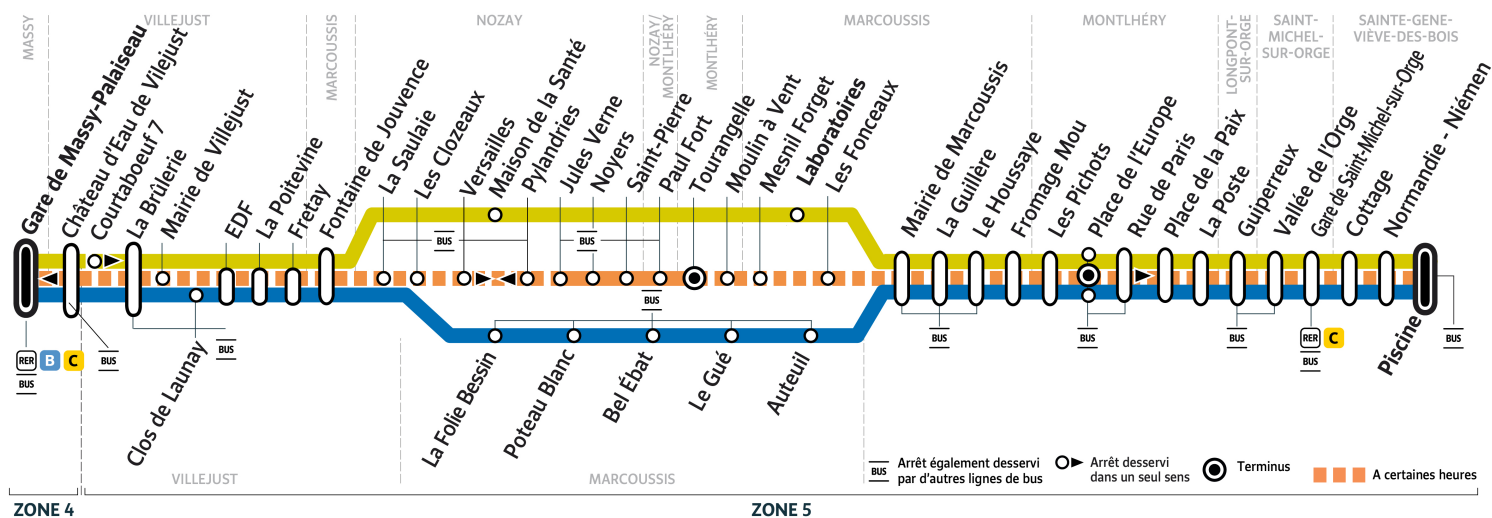 MASSY
VILLEJUST
MARCOUSSIS
NOZAY
NOZAY/
MONTLHÉRY
MONTLHÉRY
MARCOUSSIS
MONTLHÉRY
LONGPONT-
SUR-ORGE
SAINT-
MICHEL-
SUR-ORGE
SAINTE-GENE-
VIÈVE-DES-BOIS
Gare de Massy-Palaiseau
Château d'Eau de Vilejust
Courtaboeuf 7
La Brûlerie
Mairie de Villejust
EDF
La Poitevine
Fretay
Fontaine de Jouvence
La Saulaie
Les Clozeaux
Versailles
Maison de la Santé
Pylandries
Jules Verne
Noyers
Saint-Pierre
Paul Fort
Tourangelle
Moulin à Vent
Mesnil Forget
Laboratoires
Les Fonceaux
Mairie de Marcoussis
La Guillère
Le Houssaye
Fromage Mou
Les Pichots
Place de l'Europe
Rue de Paris
Place de la Paix
La Poste
Guiperreux
Vallée de l'Orge
Gare de Saint-Michel-sur-Orge
Cottage
Normandie - Niémen
BUS
BUS
BUS
RER B C
BUS
BUS
BUS
BUS
BUS
BUS
RER C
BUS
BUS
Clos de Launay
La Folie Bessin
Poteau Blanc
Bel Ébat
Le Gué
Auteuil
Piscine
VILLEJUST
MARCOUSSIS
BUS
Arrêt également desservi
par d'autres lignes de bus
Arrêt desservi
dans un seul sens
Terminus
A certaines heures
ZONE 4
ZONE 5